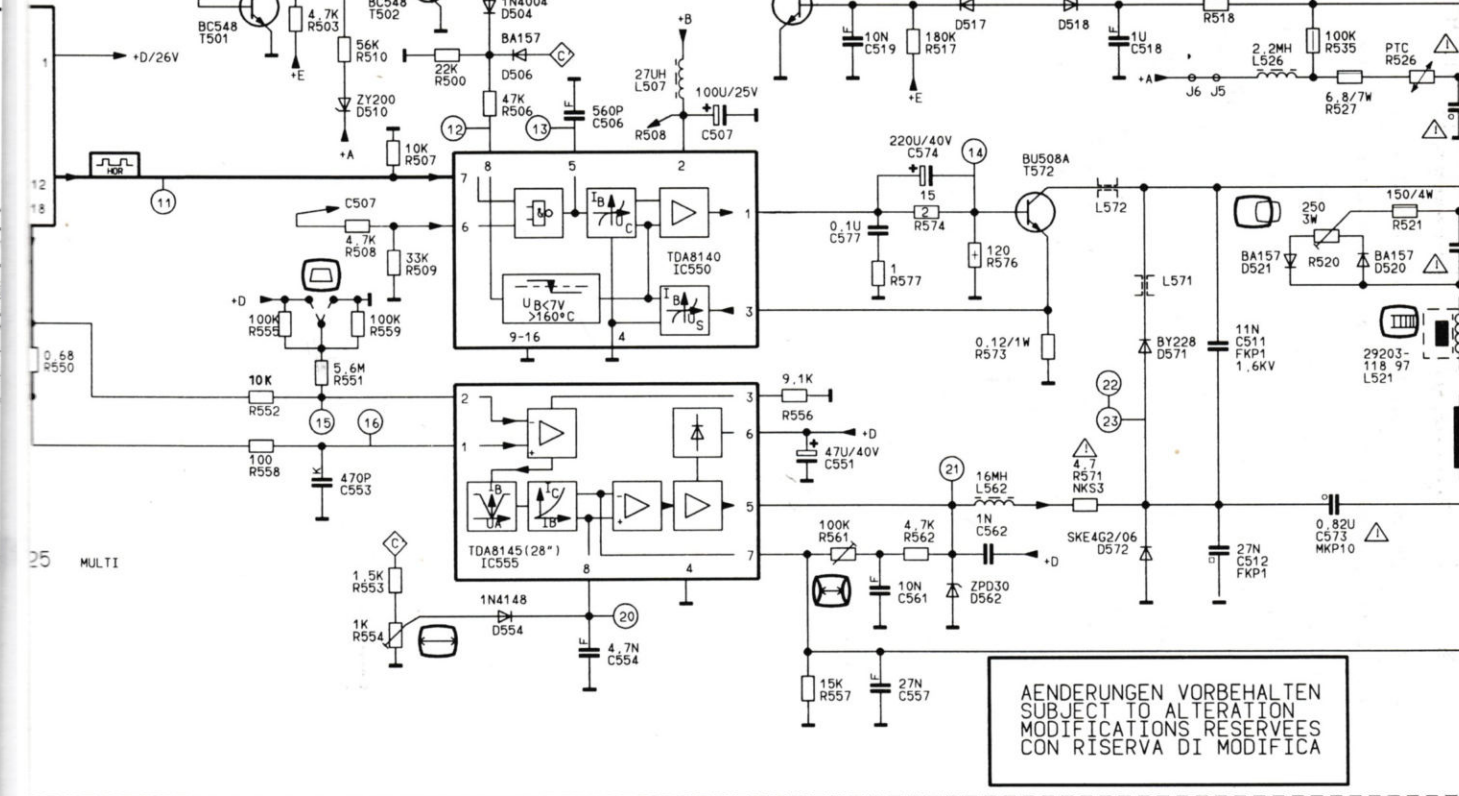 BC548
T501
4.7K
R503
BC548
T502
1N4004
D504
+B
D517
D518
R518
1
+D/26V
+E
56K
R510
22K
R500
BA157
D506
C
27UH
L507
10N
C519
180K
R517
+E
1U
C518
100K
R535
2.2MH
L526
PTC
R526
+A
J6 J5
6.8/7W
R527
ZY200
D510
+A
47K
R506
12
13
560P
C506
R508
100U/25V
C507
HOR
10K
R507
12
18
11
C507
4.7K
R508
33K
R509
7
8
5
2
6
1
3
&
IB
C
TDA8140
IC550
UB<7V
>160°C
IB
US
9-16
4
220U/40V
C574
14
15
2
R574
0.1U
C577
1
R577
120
R576
BU508A
T572
L572
L571
0.12/1W
R573
BY228
D571
11N
C511
FKP1
1,6KV
250
3W
150/4W
R521
BA157
D521
R520
BA157
D520
29203-
118 97
L521
+D
100K
R555
100K
R559
0.68
R550
5.6M
R551
10K
R552
15
16
100
R558
K
470P
C553
2
1
3
6
5
7
8
4
IB
UA
IC
IB
TDA8145(28")
IC555
9.1K
R556
+D
47U/40V
C551
22
23
21
16MH
L562
4.7
R571
NKS3
100K
R561
4.7K
R562
1N
C562
+D
SKE4G2/06
D572
27N
C512
FKP1
0.82U
C573
MKP10
10N
C561
ZPD30
D562
25
MULTI
C
1.5K
R553
1K
R554
1N4148
D554
20
4.7N
C554
15K
R557
27N
C557
AENDERUNGEN VORBEHALTEN
SUBJECT TO ALTERATION
MODIFICATIONS RESERVEES
CON RISERVA DI MODIFICA